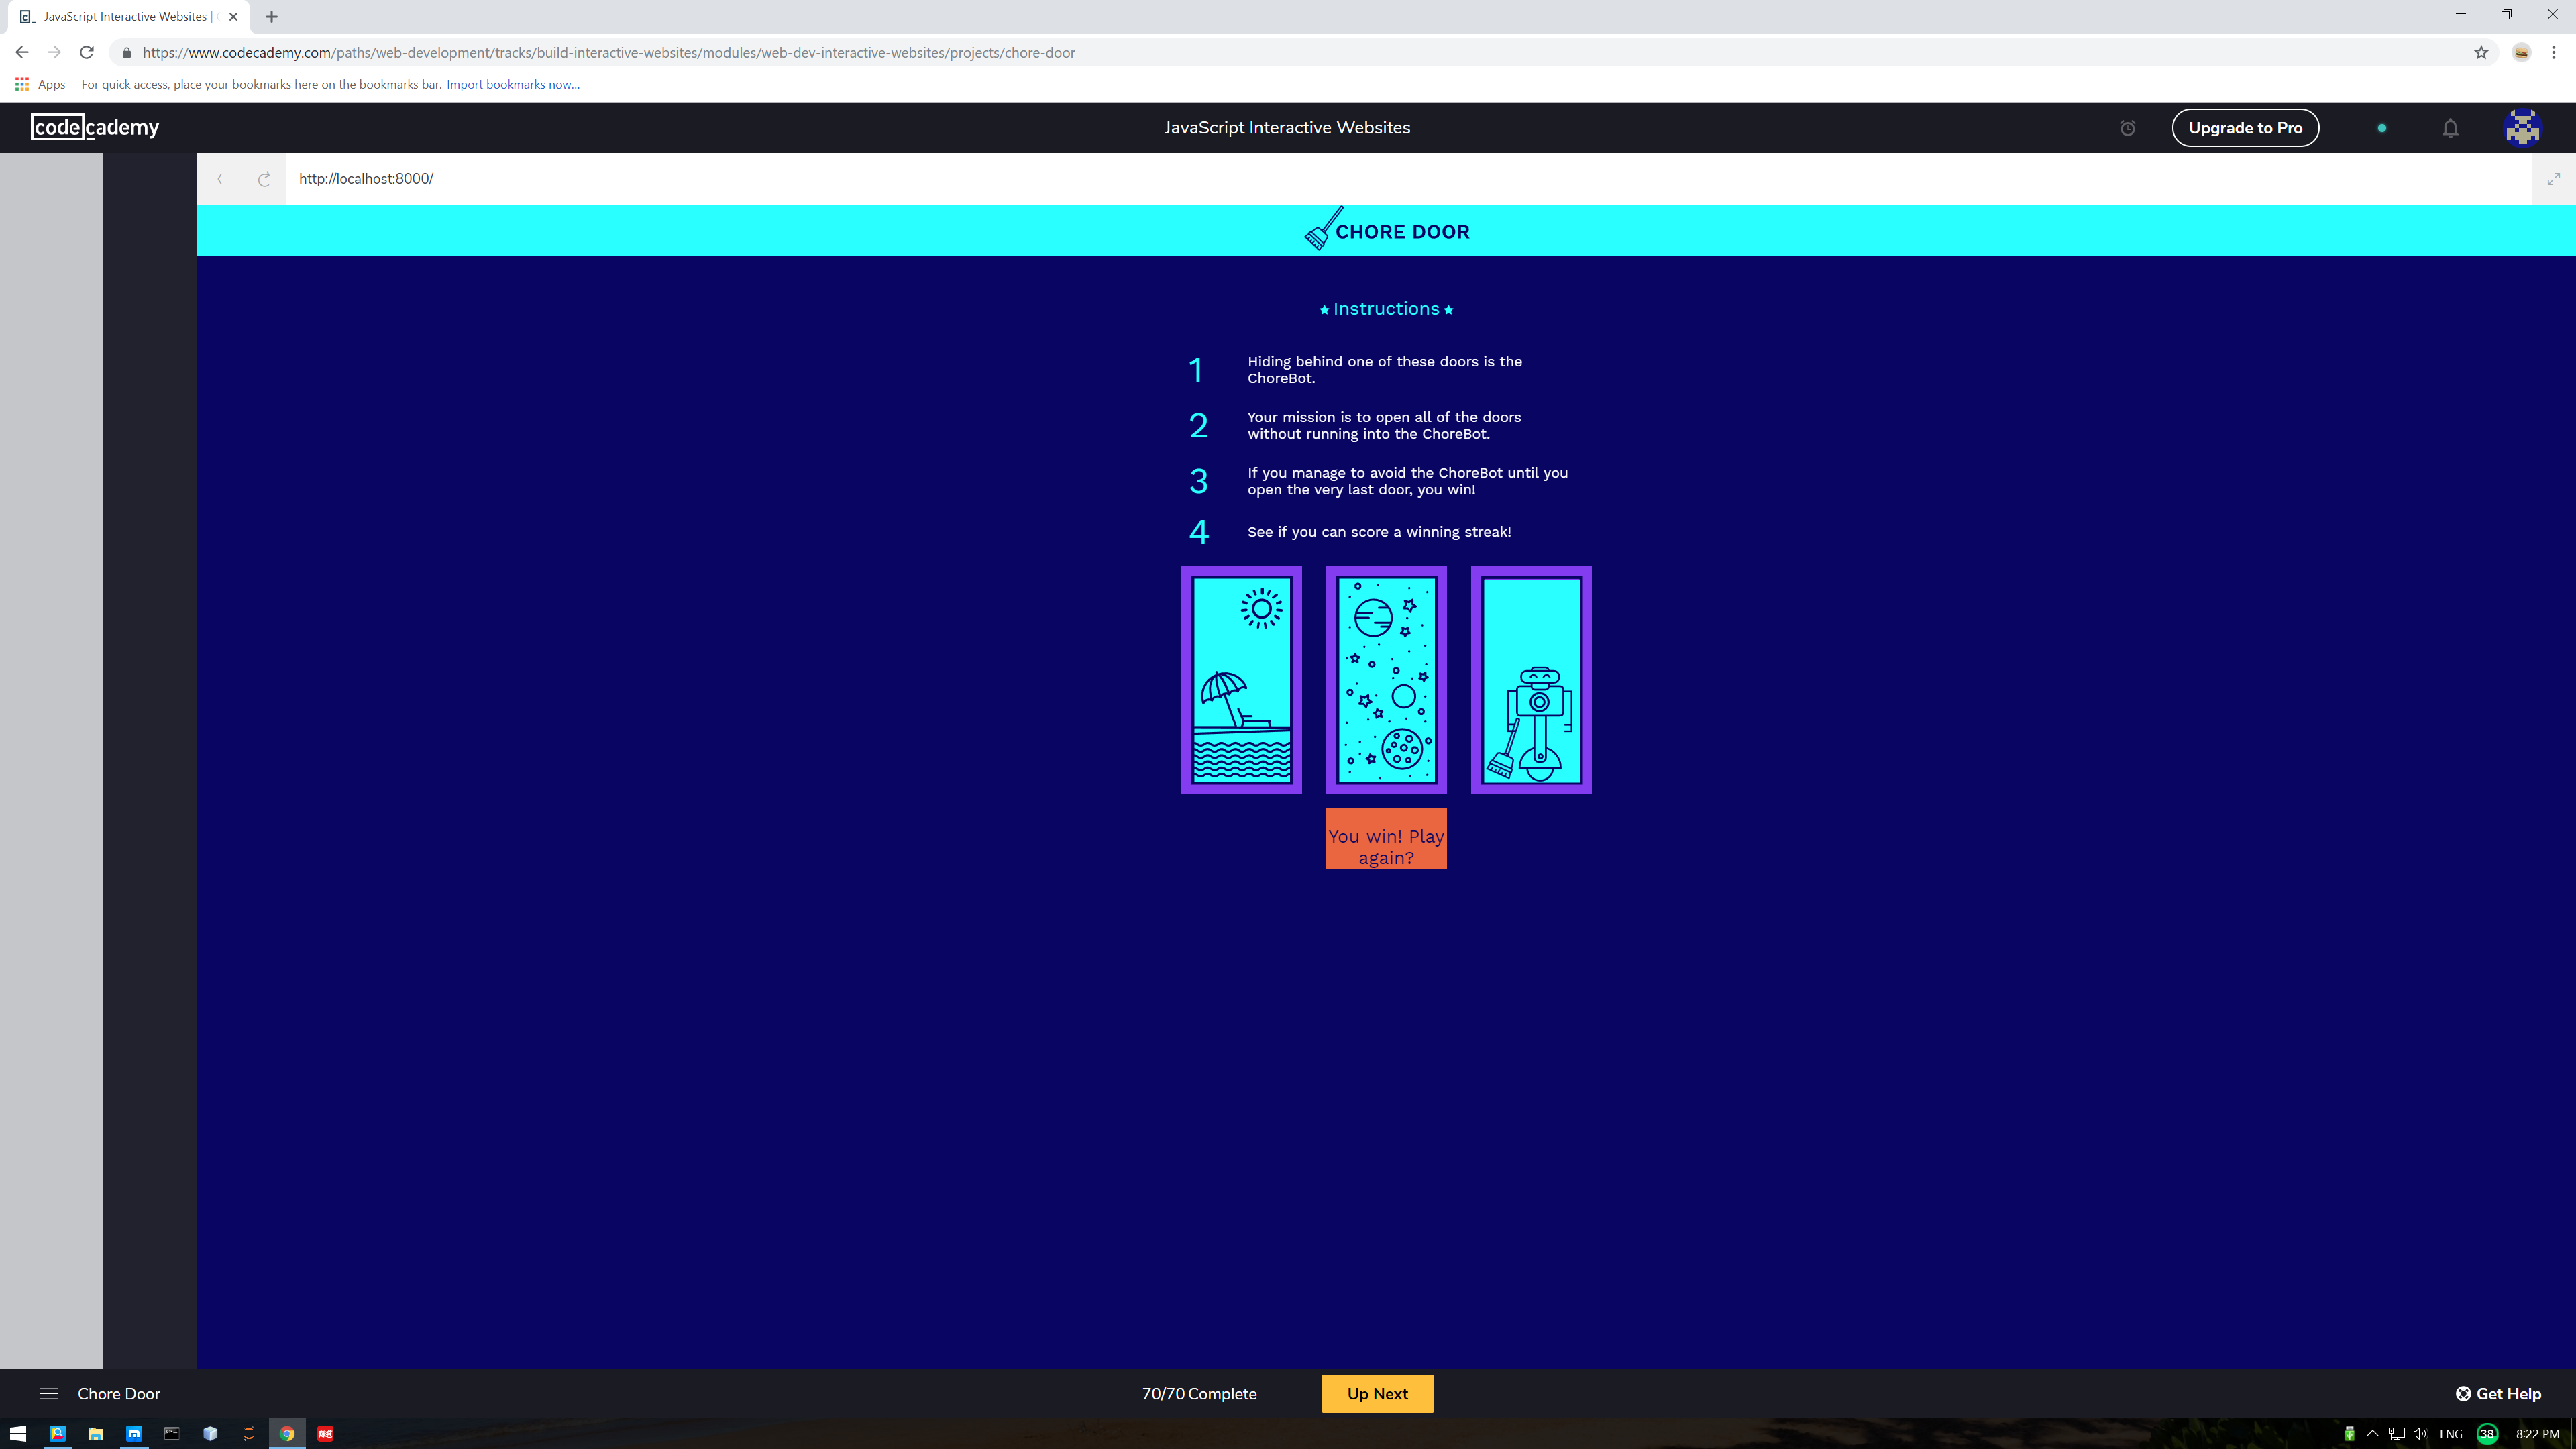 JavaScript Interactive Websites |
https://www.codecademy.com/paths/web-development/tracks/build-interactive-websites/modules/web-dev-interactive-websites/projects/chore-door
Apps For quick access, place your bookmarks here on the bookmarks bar. Import bookmarks now...
codecademy
JavaScript Interactive Websites
Upgrade to Pro
http://localhost:8000/
CHORE DOOR
Instructions
1 Hiding behind one of these doors is the
ChoreBot.
2 Your mission is to open all of the doors
without running into the ChoreBot.
3 If you manage to avoid the ChoreBot until you
open the very last door, you win!
4 See if you can score a winning streak!
You win! Play
again?
Chore Door
70/70 Complete
Up Next
Get Help
ENG
38
8:22 PM